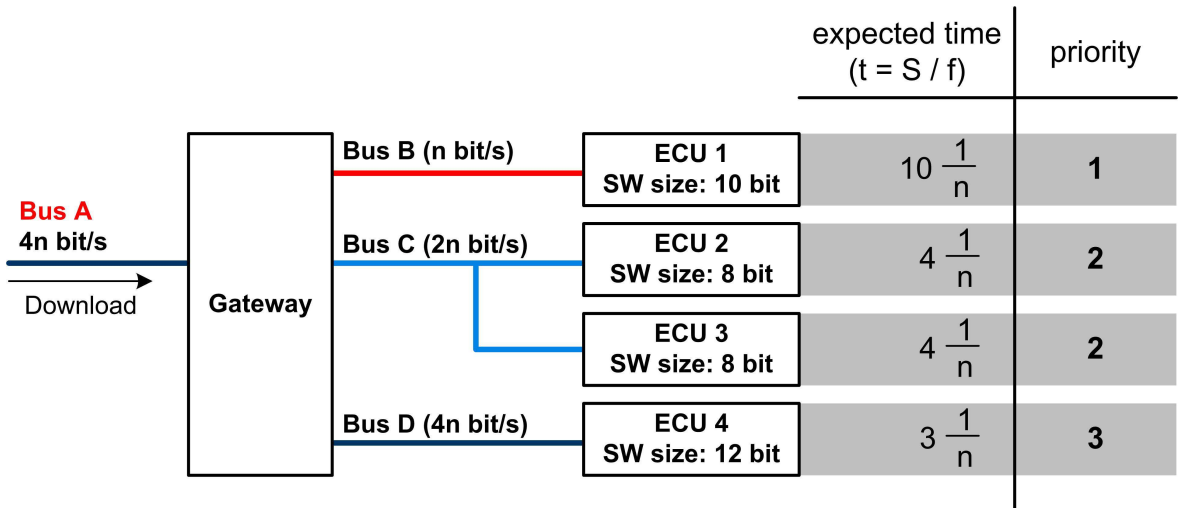 expected time
(t = S / f)
priority
Bus A
4n bit/s
Download
Gateway
Bus B (n bit/s)
ECU 1
SW size: 10 bit
10 1/n
1
Bus C (2n bit/s)
ECU 2
SW size: 8 bit
4 1/n
2
ECU 3
SW size: 8 bit
4 1/n
2
Bus D (4n bit/s)
ECU 4
SW size: 12 bit
3 1/n
3